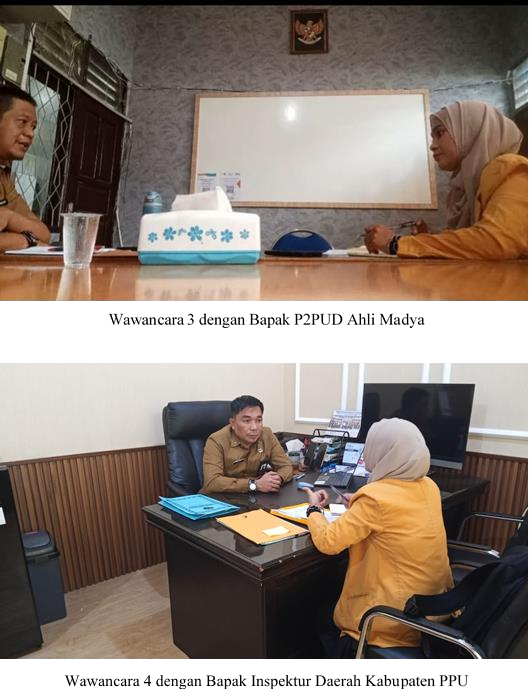 Wawancara 3 dengan Bapak P2PUD Ahli Madya
Wawancara 4 dengan Bapak Inspektur Daerah Kabupaten PPU